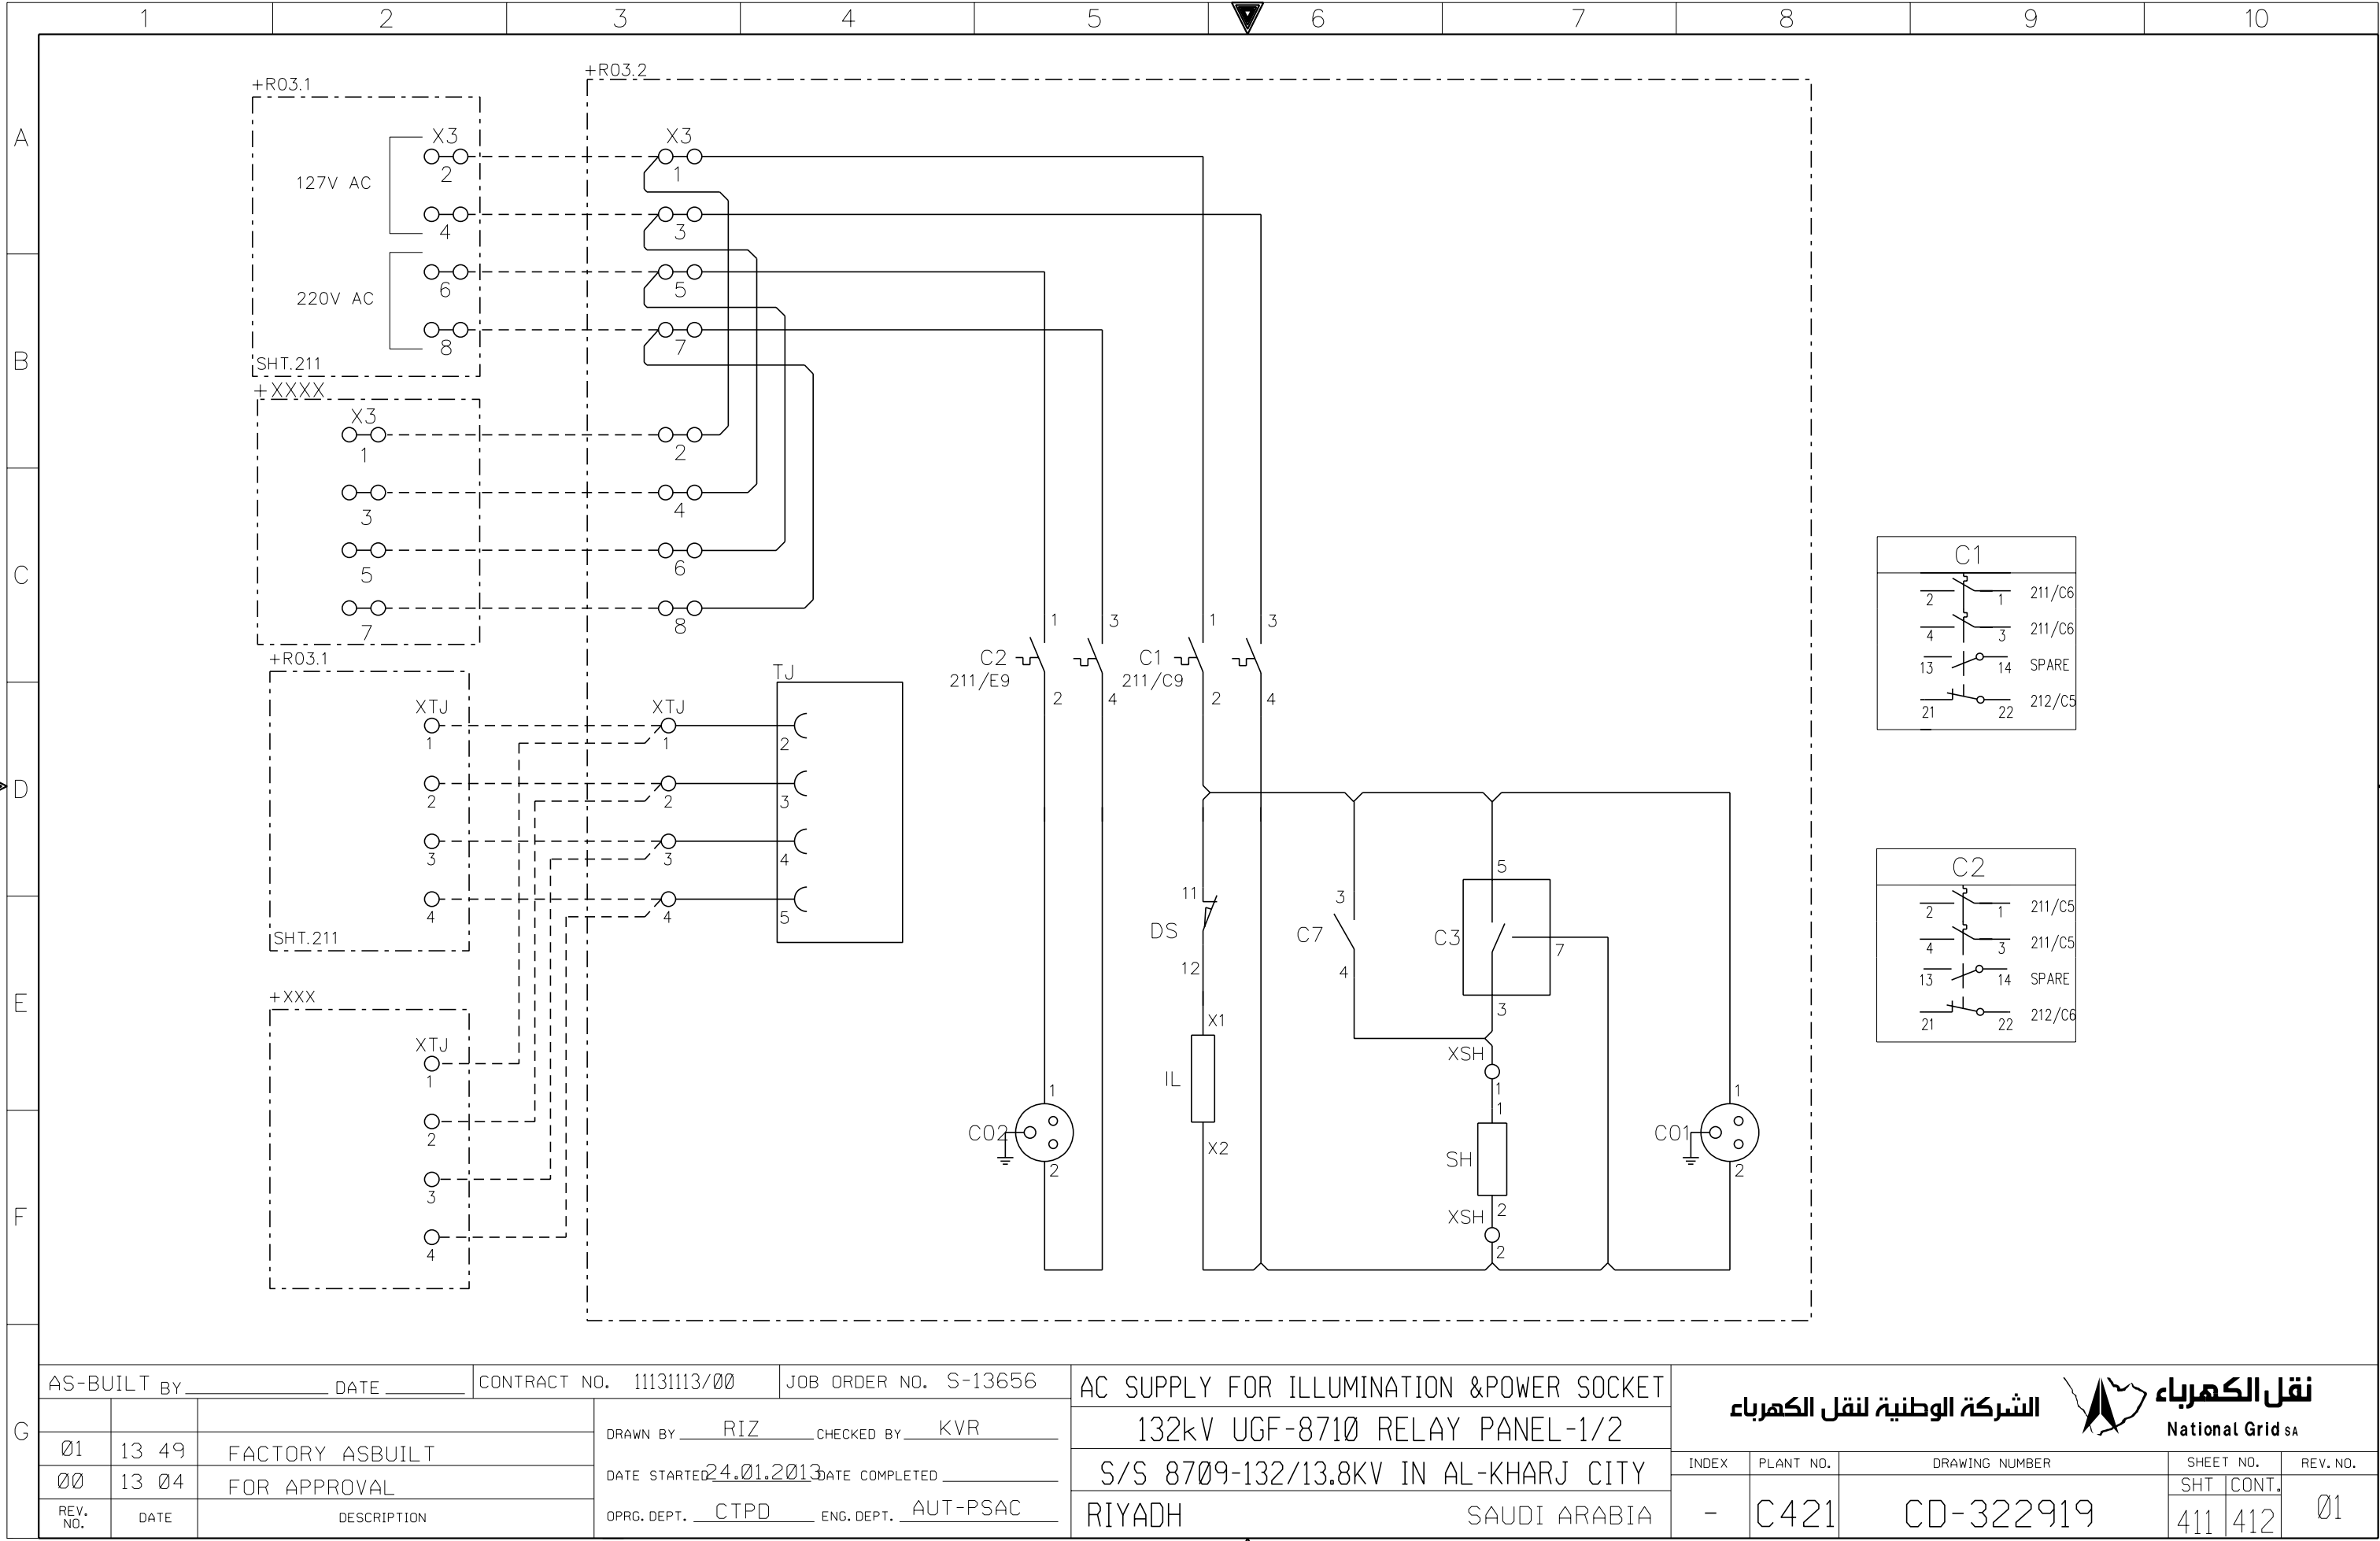 1 2 3 4 5 6 7 8 9 10
A
B
C
D
E
F
G
+R03.1
X3
127V AC
2
4
220V AC
6
8
SHT.211
+R03.2
X3
1
3
5
7
2
4
6
8
+XXXX
X3
1
3
5
7
+R03.1
XTJ
1
2
3
4
SHT.211
XTJ
1
2
3
4
TJ
2
3
4
5
+XXX
XTJ
1
2
3
4
C2
211/E9
1 3
2 4
C1
211/C9
1 3
2 4
C02
1
2
11
DS
12
X1
IL
X2
3
C7
4
5
C3
7
3
XSH
1
1
SH
2
XSH
2
C01
1
2
C1
2 1 211/C6
4 3 211/C6
13 14 SPARE
21 22 212/C5
C2
2 1 211/C5
4 3 211/C5
13 14 SPARE
21 22 212/C6
AS-BUILT BY DATE
CONTRACT NO. 11131113/00
JOB ORDER NO. S-13656
01 13 49 FACTORY ASBUILT
00 13 04 FOR APPROVAL
REV. NO. DATE DESCRIPTION
DRAWN BY RIZ CHECKED BY KVR
DATE STARTED 24.01.2013 DATE COMPLETED
OPRG. DEPT. CTPD ENG. DEPT. AUT-PSAC
AC SUPPLY FOR ILLUMINATION &POWER SOCKET
132kV UGF-8710 RELAY PANEL-1/2
S/S 8709-132/13.8KV IN AL-KHARJ CITY
RIYADH SAUDI ARABIA
الشركة الوطنية لنقل الكهرباء
نقل الكهرباء
National Grid SA
INDEX PLANT NO. DRAWING NUMBER SHEET NO. REV. NO.
SHT CONT.
- C421 CD-322919 411 412 01